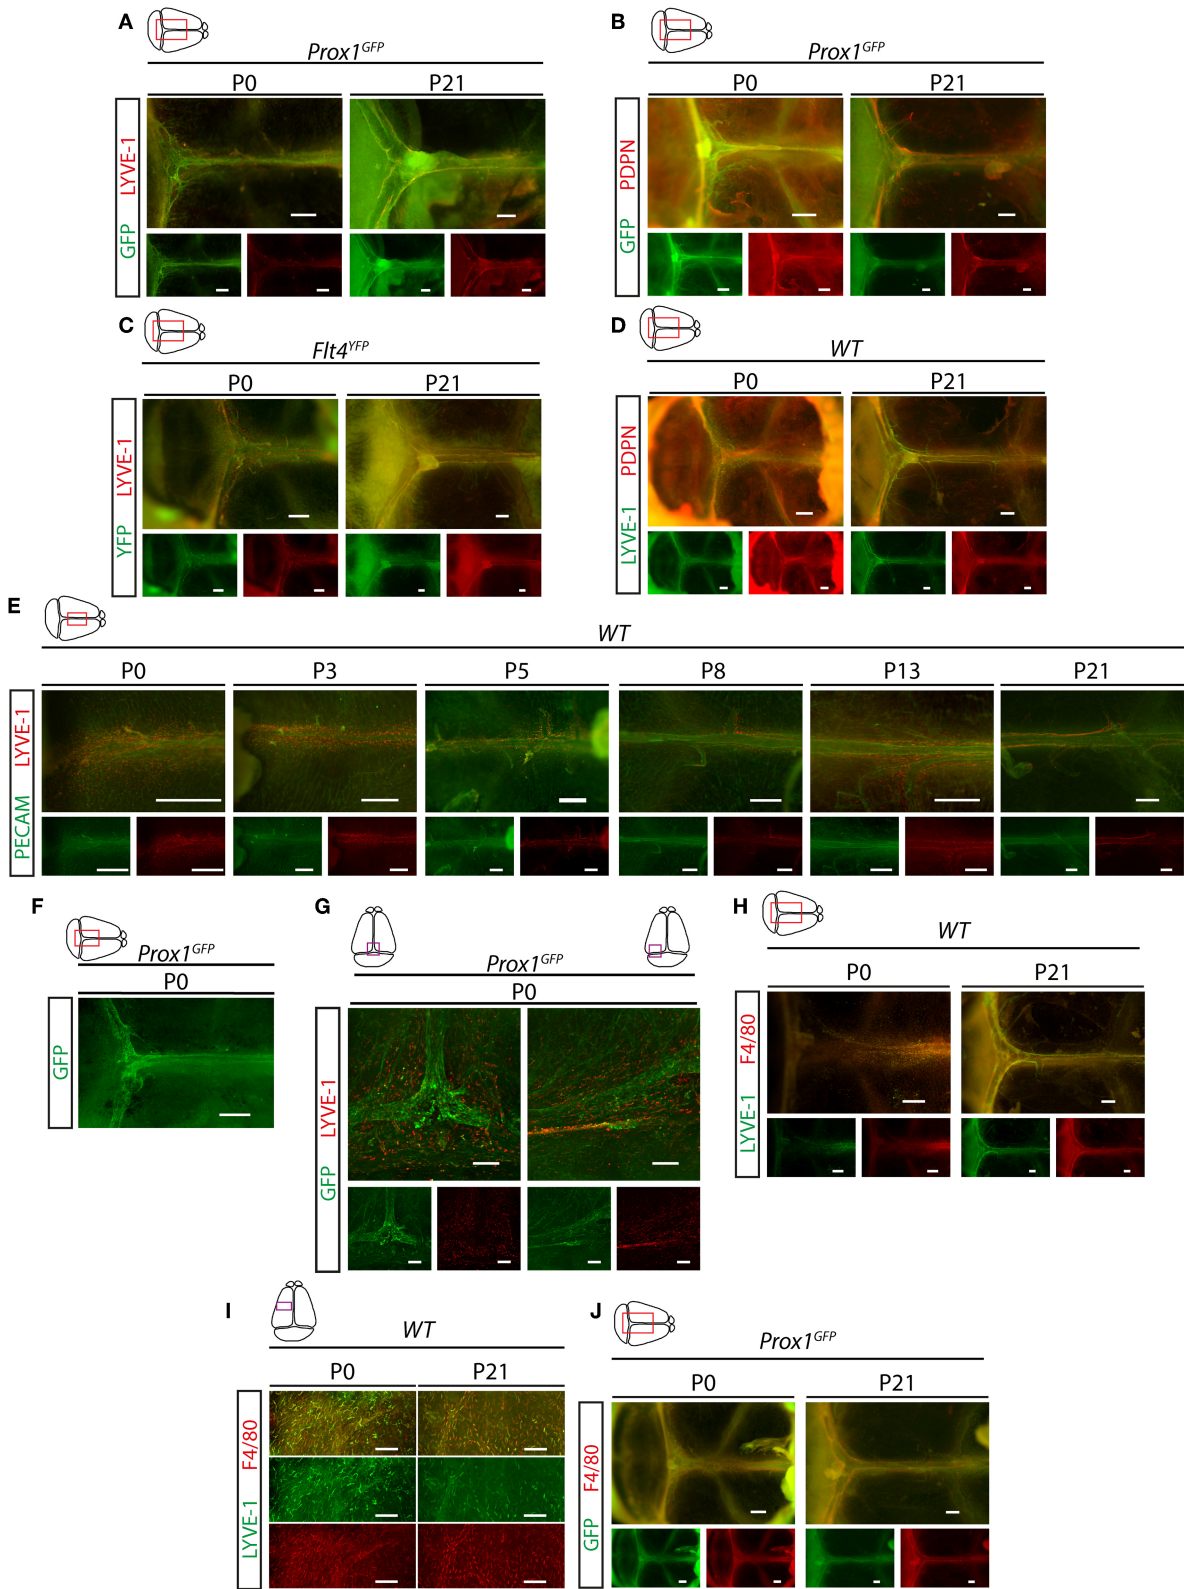 A
Prox1GFP
P0 P21
GFP LYVE-1
B
Prox1GFP
P0 P21
GFP PDPN
C
Flt4YFP
P0 P21
YFP LYVE-1
D
WT
P0 P21
LYVE-1 PDPN
E
WT
P0 P3 P5 P8 P13 P21
PECAM LYVE-1
F
Prox1GFP
P0
GFP
G
Prox1GFP
P0
GFP LYVE-1
H
WT
P0 P21
LYVE-1 F4/80
I
WT
P0 P21
LYVE-1 F4/80
J
Prox1GFP
P0 P21
GFP F4/80